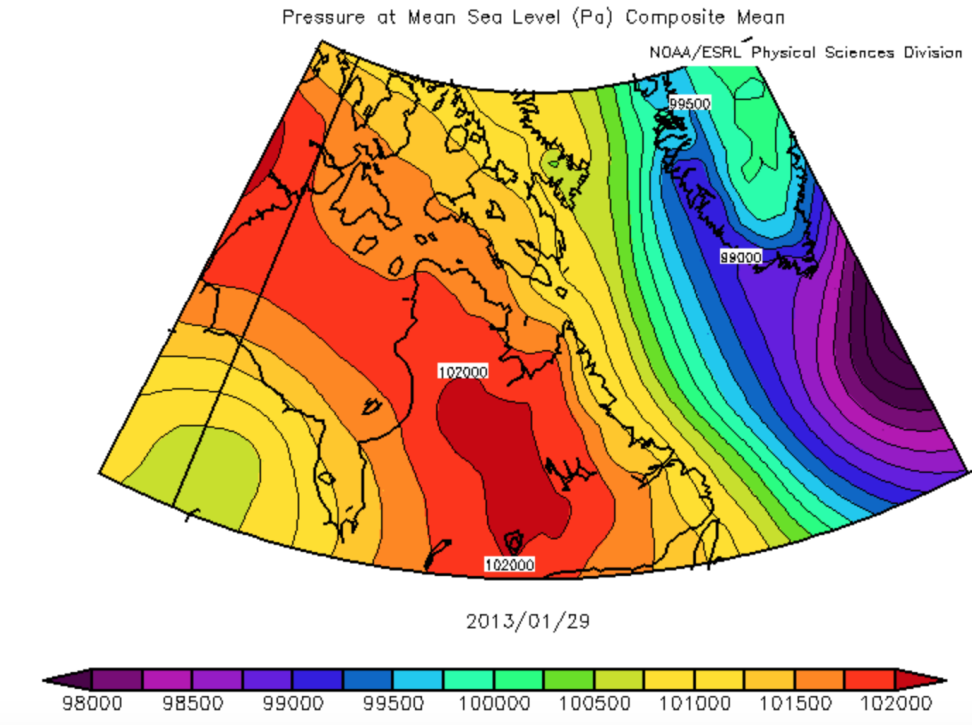 Pressure at Mean Sea Level (Pa) Composite Mean
NOAA/ESRL Physical Sciences Division
99500
99000
102000
102000
2013/01/29
98000 98500 99000 99500 100000 100500 101000 101500 102000